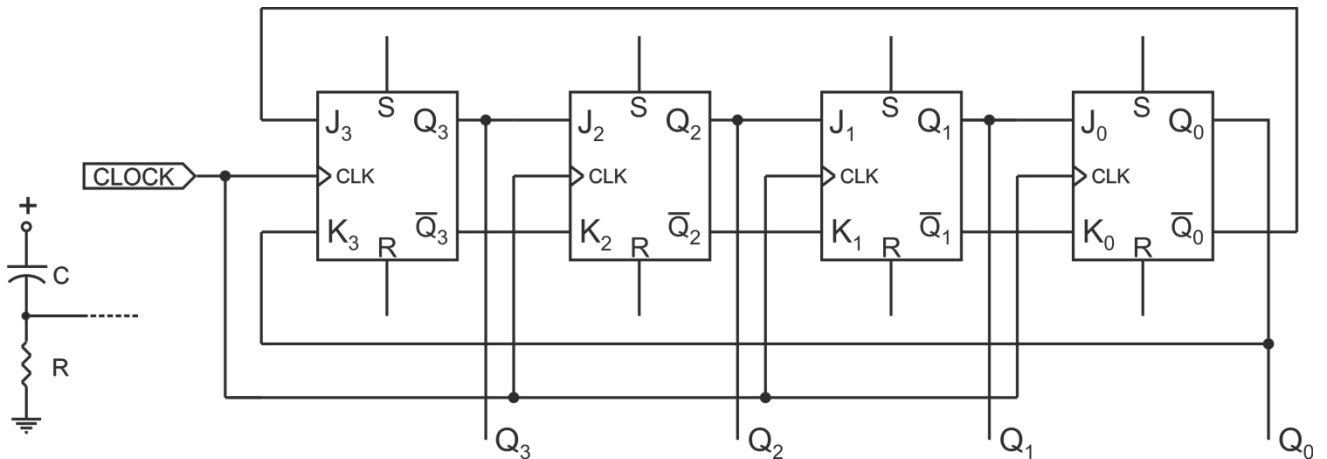 S S S S
J₃ Q₃ J₂ Q₂ J₁ Q₁ J₀ Q₀
CLOCK CLK CLK CLK CLK
+
K₃ Q̅₃ K₂ Q̅₂ K₁ Q̅₁ K₀ Q̅₀
R R R R
C
R
Q₃ Q₂ Q₁ Q₀